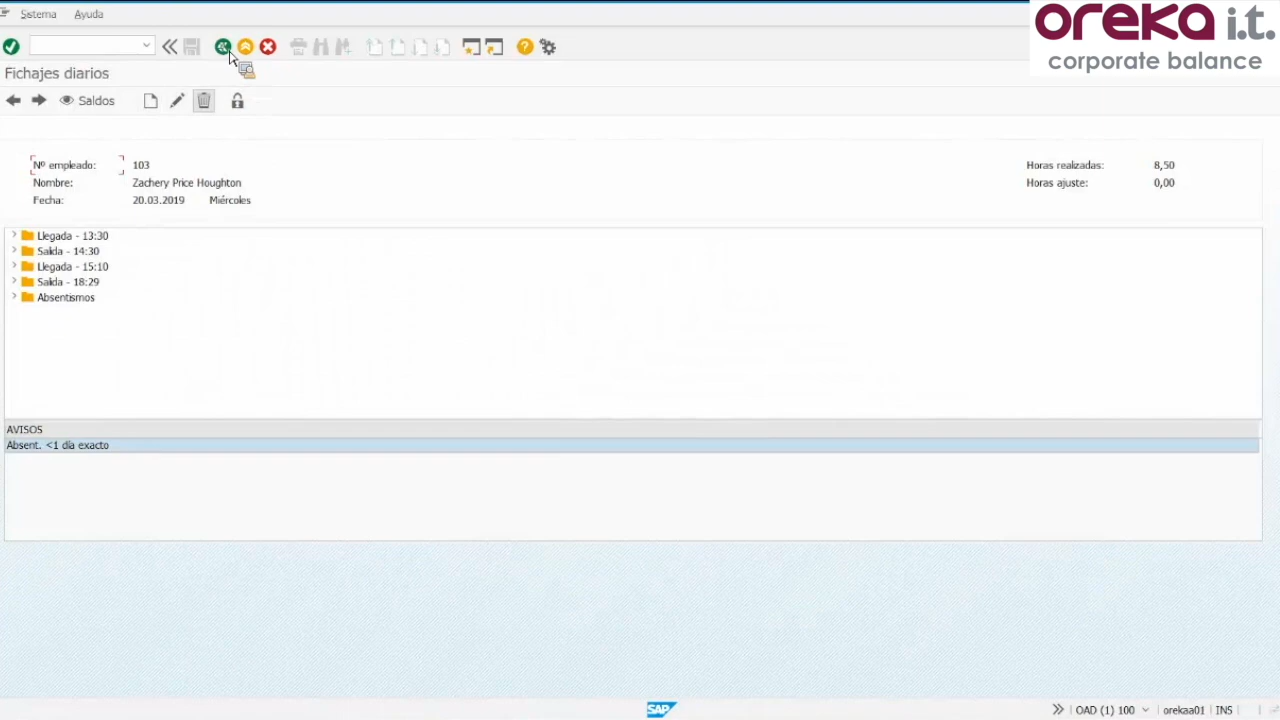 Sistema Ayuda
oreka i.t.
corporate balance
Fichajes diarios
Saldos
Nº empleado: 103
Horas realizadas: 8,50
Nombre: Zachery Price Houghton
Horas ajuste: 0,00
Fecha: 20.03.2019 Miércoles
Llegada - 13:30
Salida - 14:30
Llegada - 15:10
Salida - 18:29
Absentismos
AVISOS
Absent. <1 día exacto
SAP
OAD (1) 100 orekaa01 INS